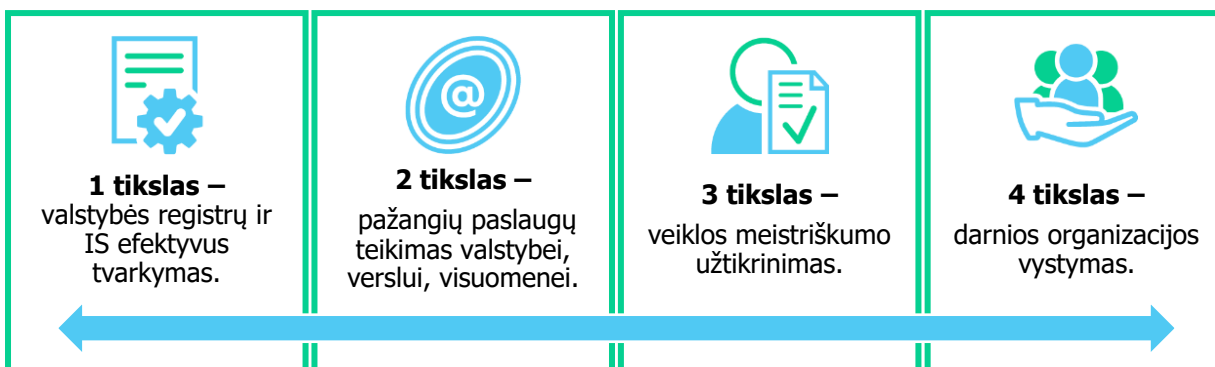 @
1 tikslas –
valstybės registrų ir
IS efektyvus
tvarkymas.
2 tikslas –
pažangių paslaugų
teikimas valstybei,
verslui, visuomenei.
3 tikslas –
veiklos meistriškumo
užtikrinimas.
4 tikslas –
darnios organizacijos
vystymas.